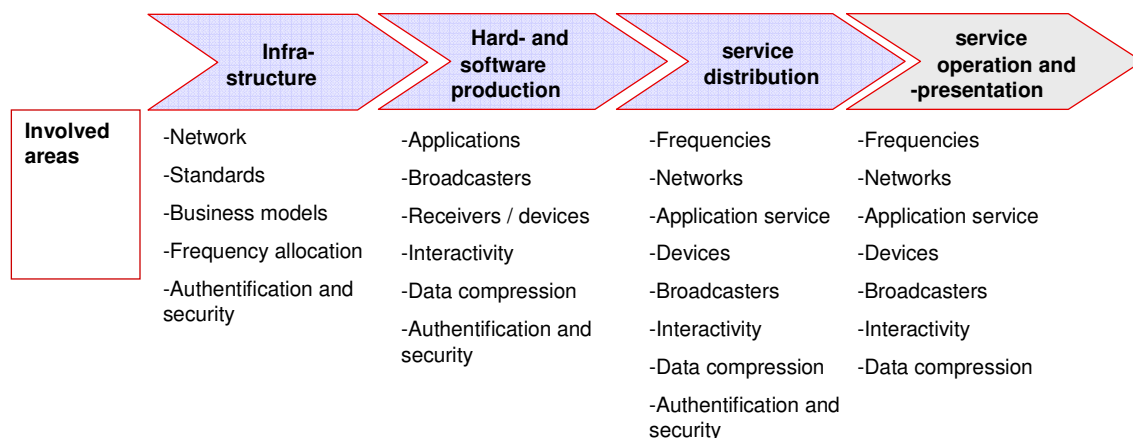 Infra-
structure
Hard- and
software
production
service
distribution
service
operation and
-presentation
Involved
areas
-Network
-Standards
-Business models
-Frequency allocation
-Authentification and
security
-Applications
-Broadcasters
-Receivers / devices
-Interactivity
-Data compression
-Authentification and
security
-Frequencies
-Networks
-Application service
-Devices
-Broadcasters
-Interactivity
-Data compression
-Authentification and
security
-Frequencies
-Networks
-Application service
-Devices
-Broadcasters
-Interactivity
-Data compression